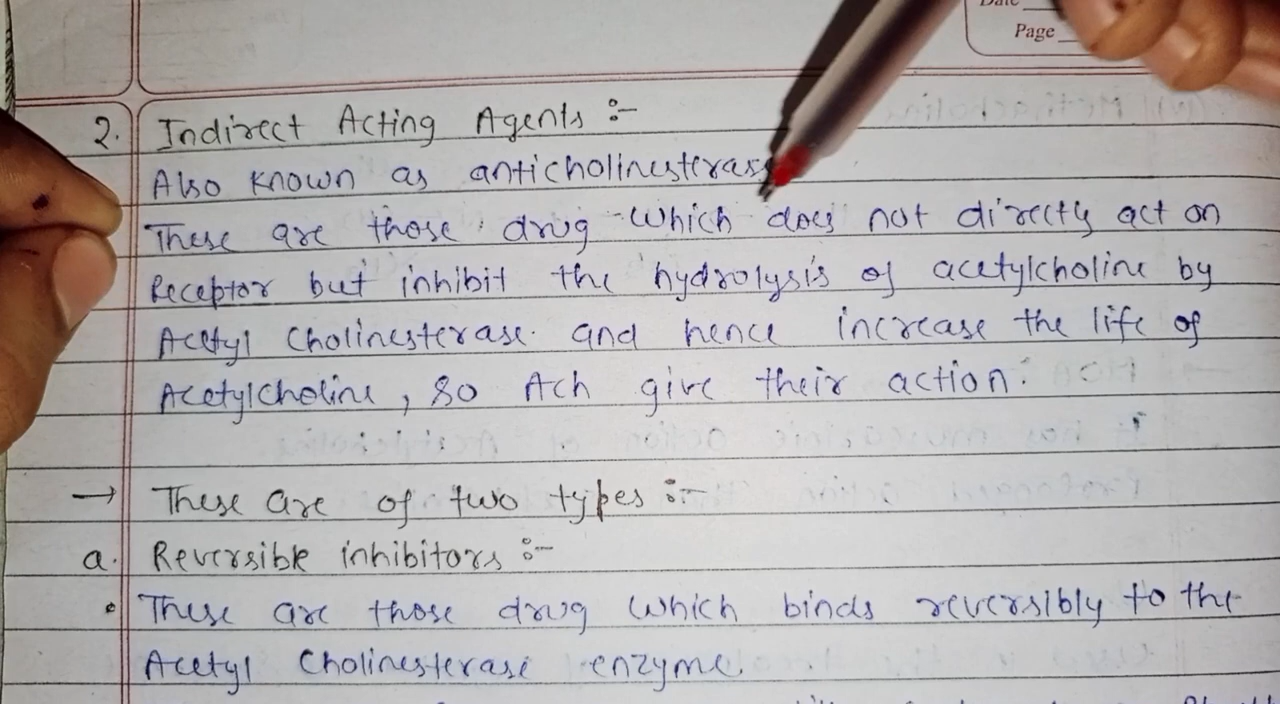 Page
2. Indirect Acting Agents :-
Also known as anticholinesterase
These are those drug which does not directly act on
Receptor but inhibit the hydrolysis of acetylcholine by
Acetyl Cholinesterase. and hence increase the life of
Acetylcholine, so Ach give their action.
→ These are of two types :-
a. Reversible inhibitors :-
• These are those drug which binds reversibly to the
Acetyl Cholinesterase enzyme.